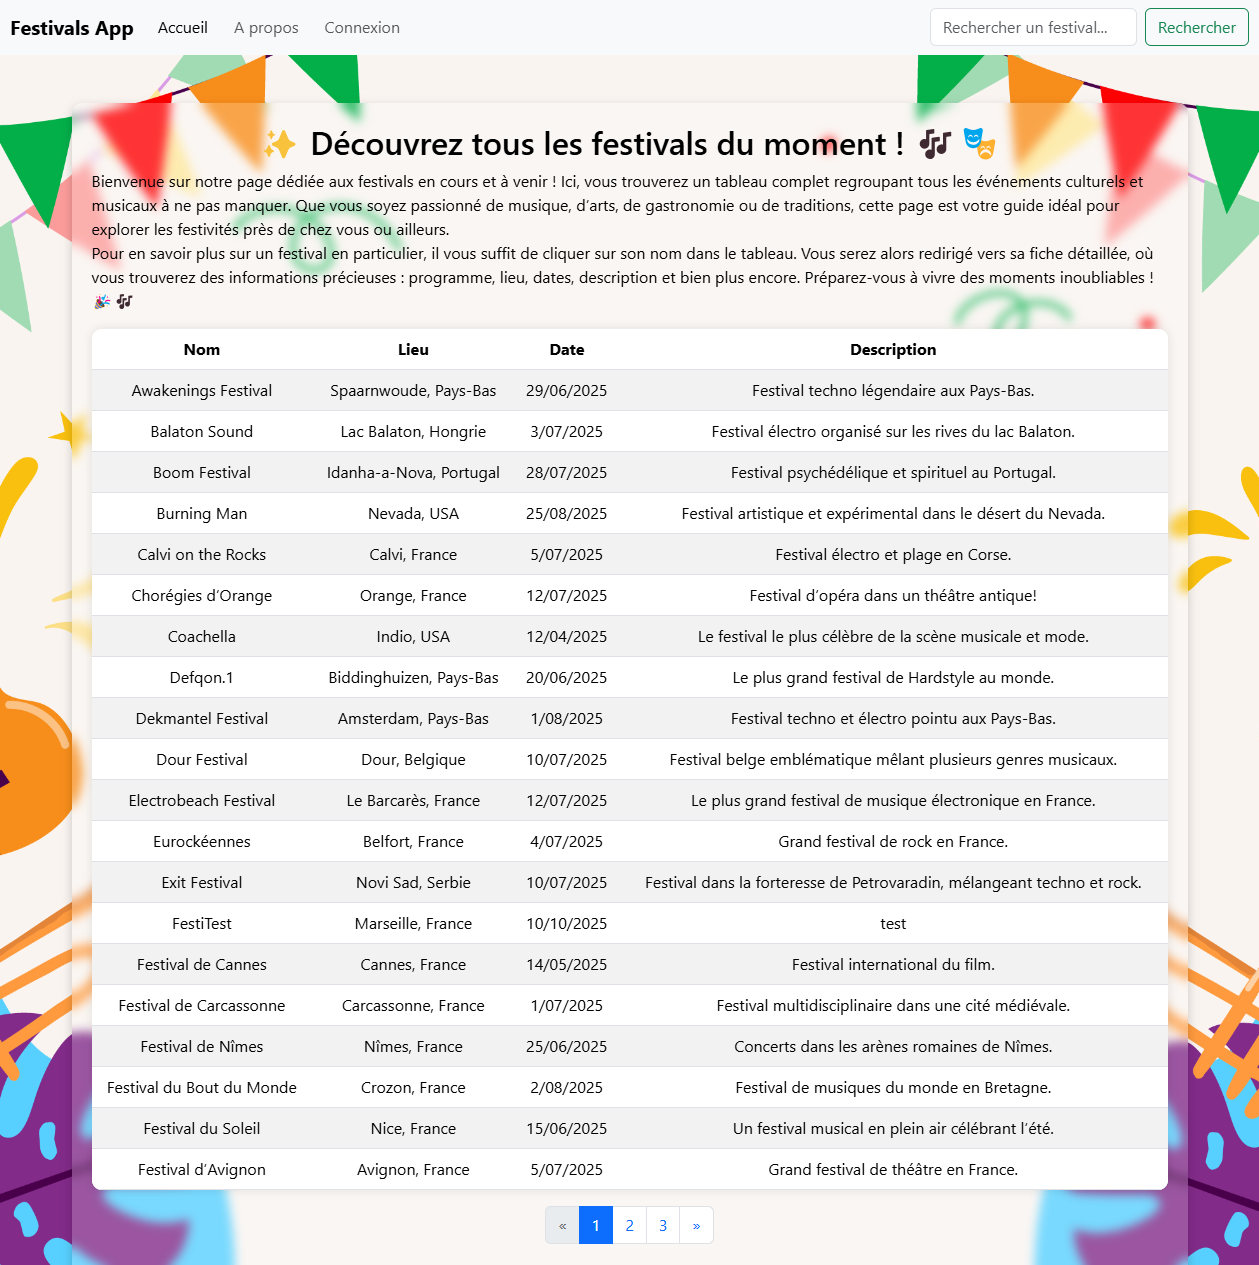 Festivals App Accueil A propos Connexion Rechercher un festival... Rechercher
✨ Découvrez tous les festivals du moment ! 🎶 🎭
Bienvenue sur notre page dédiée aux festivals en cours et à venir ! Ici, vous trouverez un tableau complet regroupant tous les événements culturels et
musicaux à ne pas manquer. Que vous soyez passionné de musique, d’arts, de gastronomie ou de traditions, cette page est votre guide idéal pour
explorer les festivités près de chez vous ou ailleurs.
Pour en savoir plus sur un festival en particulier, il vous suffit de cliquer sur son nom dans le tableau. Vous serez alors redirigé vers sa fiche détaillée, où
vous trouverez des informations précieuses : programme, lieu, dates, description et bien plus encore. Préparez-vous à vivre des moments inoubliables !
🎉 🎶
Nom Lieu Date Description
Awakenings Festival Spaarnwoude, Pays-Bas 29/06/2025 Festival techno légendaire aux Pays-Bas.
Balaton Sound Lac Balaton, Hongrie 3/07/2025 Festival électro organisé sur les rives du lac Balaton.
Boom Festival Idanha-a-Nova, Portugal 28/07/2025 Festival psychédélique et spirituel au Portugal.
Burning Man Nevada, USA 25/08/2025 Festival artistique et expérimental dans le désert du Nevada.
Calvi on the Rocks Calvi, France 5/07/2025 Festival électro et plage en Corse.
Chorégies d’Orange Orange, France 12/07/2025 Festival d’opéra dans un théâtre antique!
Coachella Indio, USA 12/04/2025 Le festival le plus célèbre de la scène musicale et mode.
Defqon.1 Biddinghuizen, Pays-Bas 20/06/2025 Le plus grand festival de Hardstyle au monde.
Dekmantel Festival Amsterdam, Pays-Bas 1/08/2025 Festival techno et électro pointu aux Pays-Bas.
Dour Festival Dour, Belgique 10/07/2025 Festival belge emblématique mêlant plusieurs genres musicaux.
Electrobeach Festival Le Barcarès, France 12/07/2025 Le plus grand festival de musique électronique en France.
Eurockéennes Belfort, France 4/07/2025 Grand festival de rock en France.
Exit Festival Novi Sad, Serbie 10/07/2025 Festival dans la forteresse de Petrovaradin, mélangeant techno et rock.
FestiTest Marseille, France 10/10/2025 test
Festival de Cannes Cannes, France 14/05/2025 Festival international du film.
Festival de Carcassonne Carcassonne, France 1/07/2025 Festival multidisciplinaire dans une cité médiévale.
Festival de Nîmes Nîmes, France 25/06/2025 Concerts dans les arènes romaines de Nîmes.
Festival du Bout du Monde Crozon, France 2/08/2025 Festival de musiques du monde en Bretagne.
Festival du Soleil Nice, France 15/06/2025 Un festival musical en plein air célébrant l’été.
Festival d’Avignon Avignon, France 5/07/2025 Grand festival de théâtre en France.
« 1 2 3 »